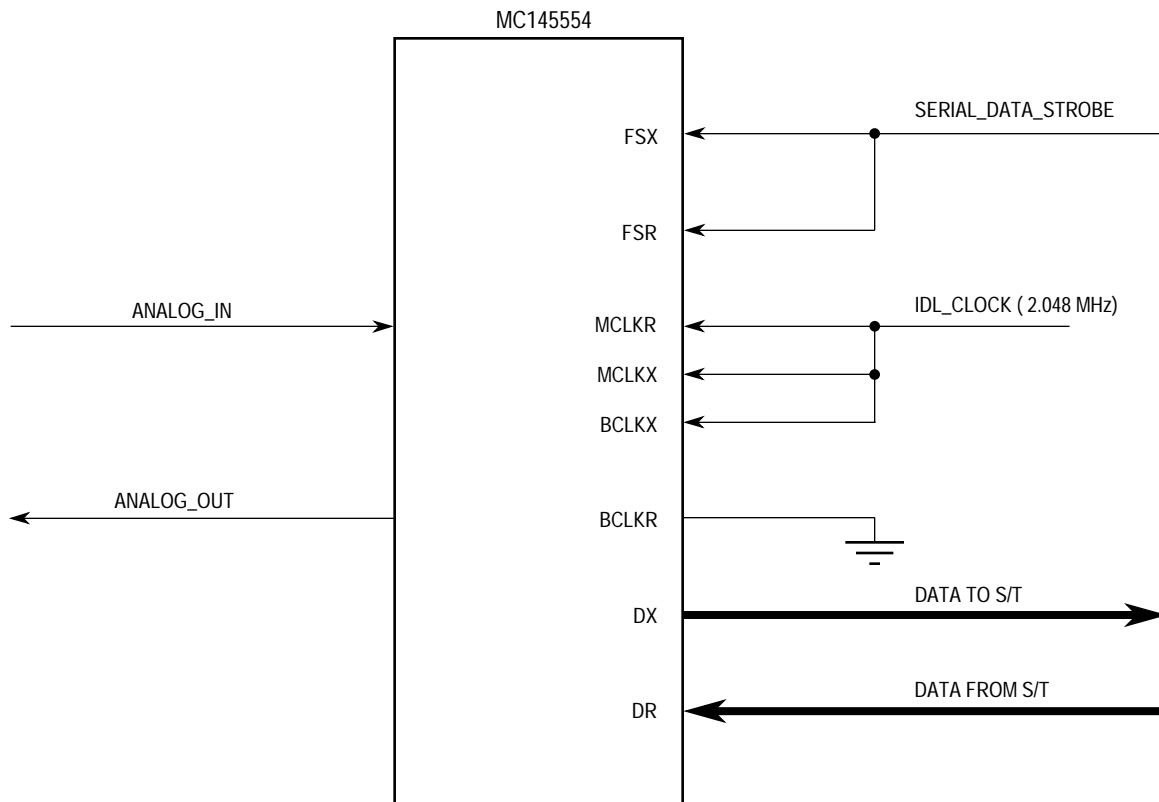 MC145554
SERIAL_DATA_STROBE
FSX
FSR
ANALOG_IN
IDL_CLOCK ( 2.048 MHz)
MCLKR
MCLKX
BCLKX
ANALOG_OUT
BCLKR
DATA TO S/T
DX
DATA FROM S/T
DR